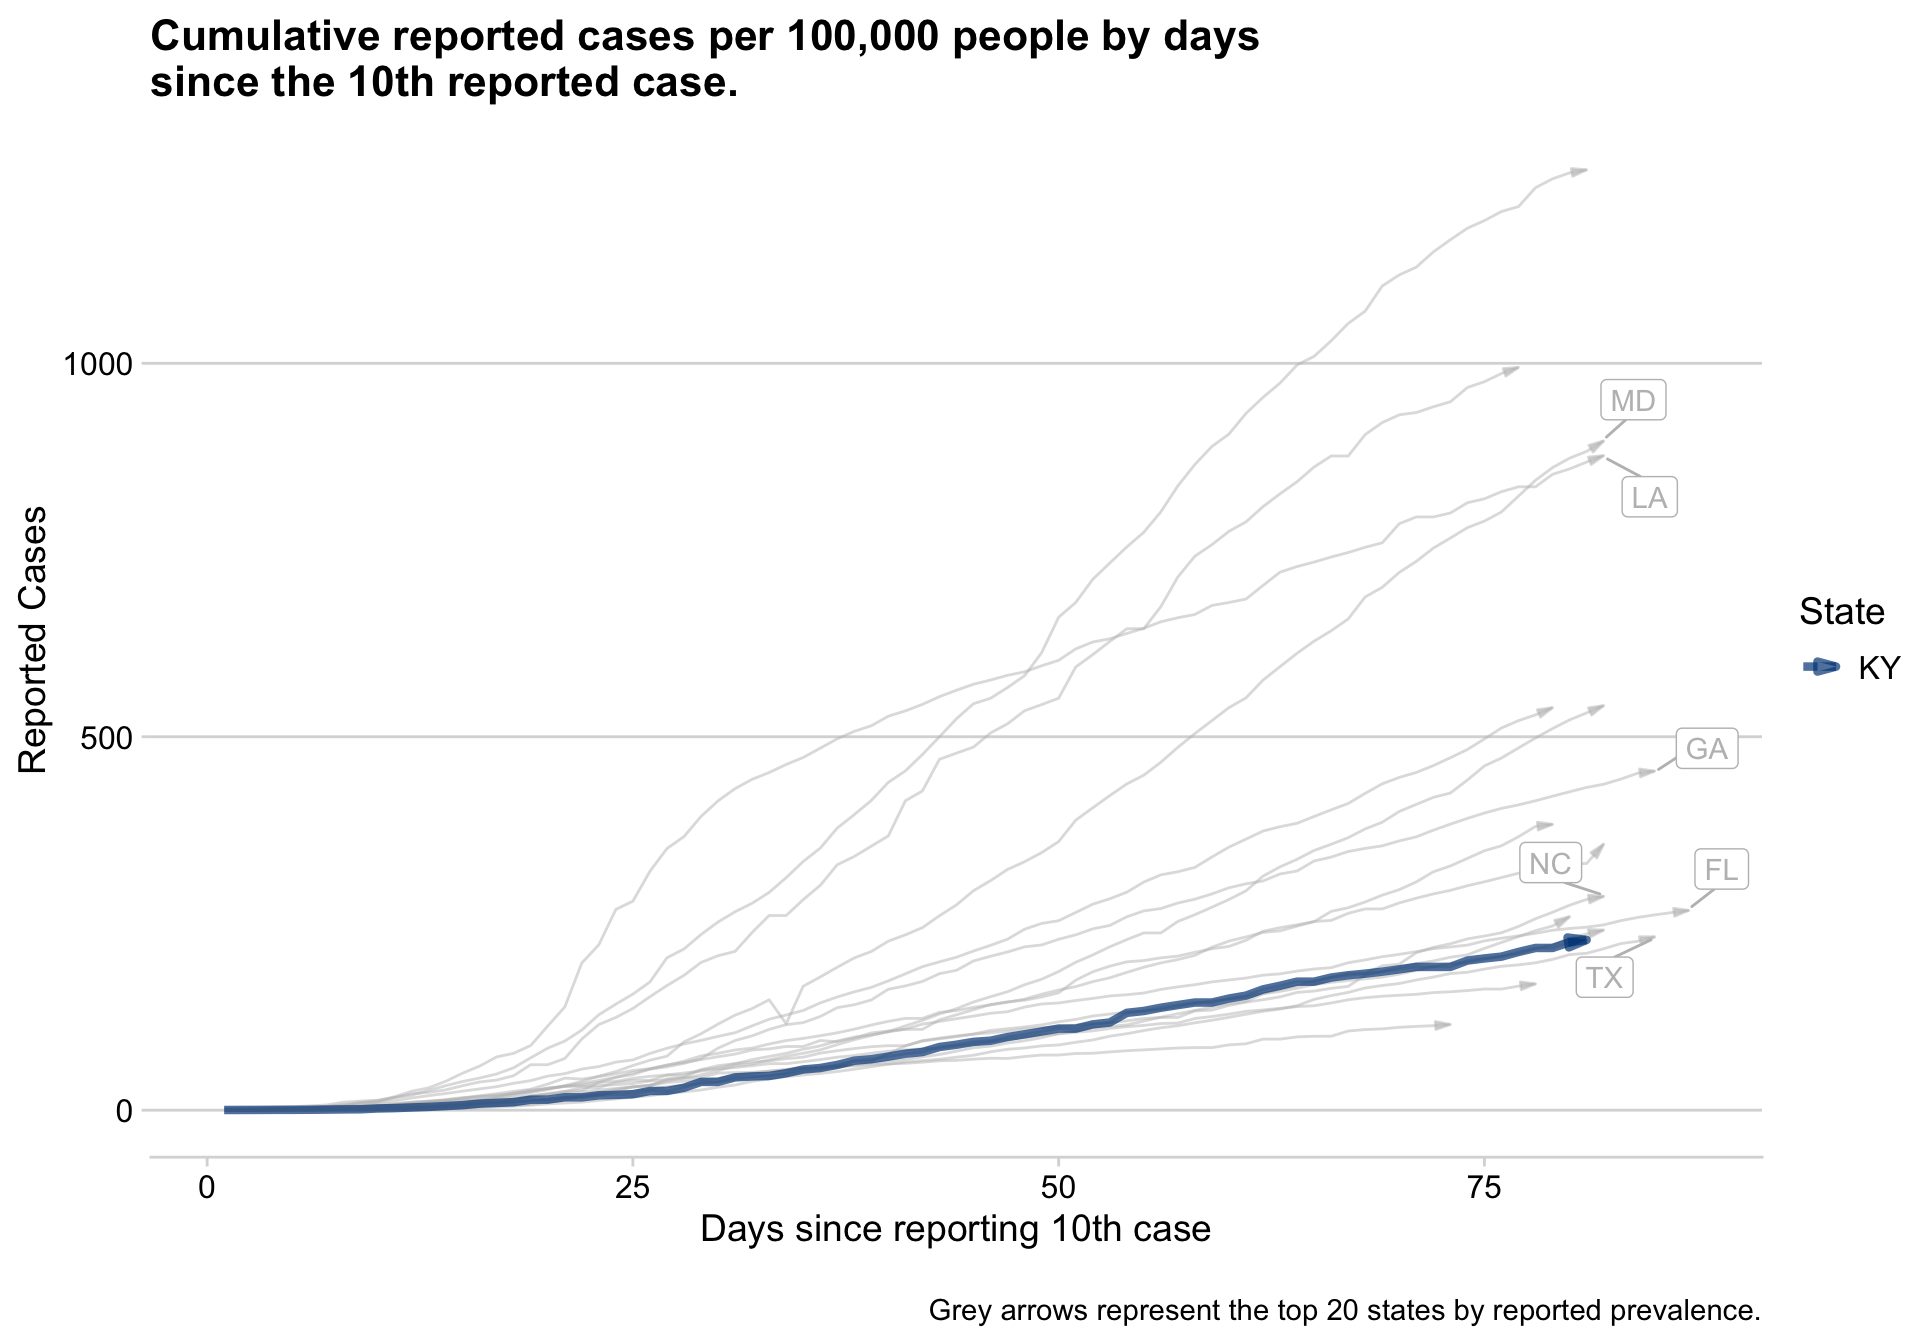 Cumulative reported cases per 100,000 people by days
since the 10th reported case.
1000
MD
LA
Reported Cases
State
KY
500
GA
NC
FL
TX
0
0 25 50 75
Days since reporting 10th case
Grey arrows represent the top 20 states by reported prevalence.